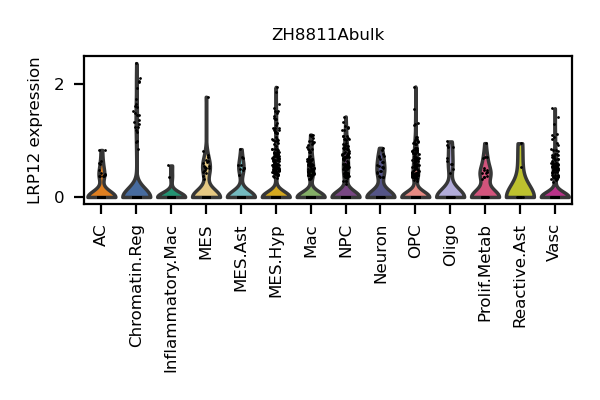 ZH8811Abulk
LRP12 expression
2
0
AC
Chromatin.Reg
Inflammatory.Mac
MES
MES.Ast
MES.Hyp
Mac
NPC
Neuron
OPC
Oligo
Prolif.Metab
Reactive.Ast
Vasc